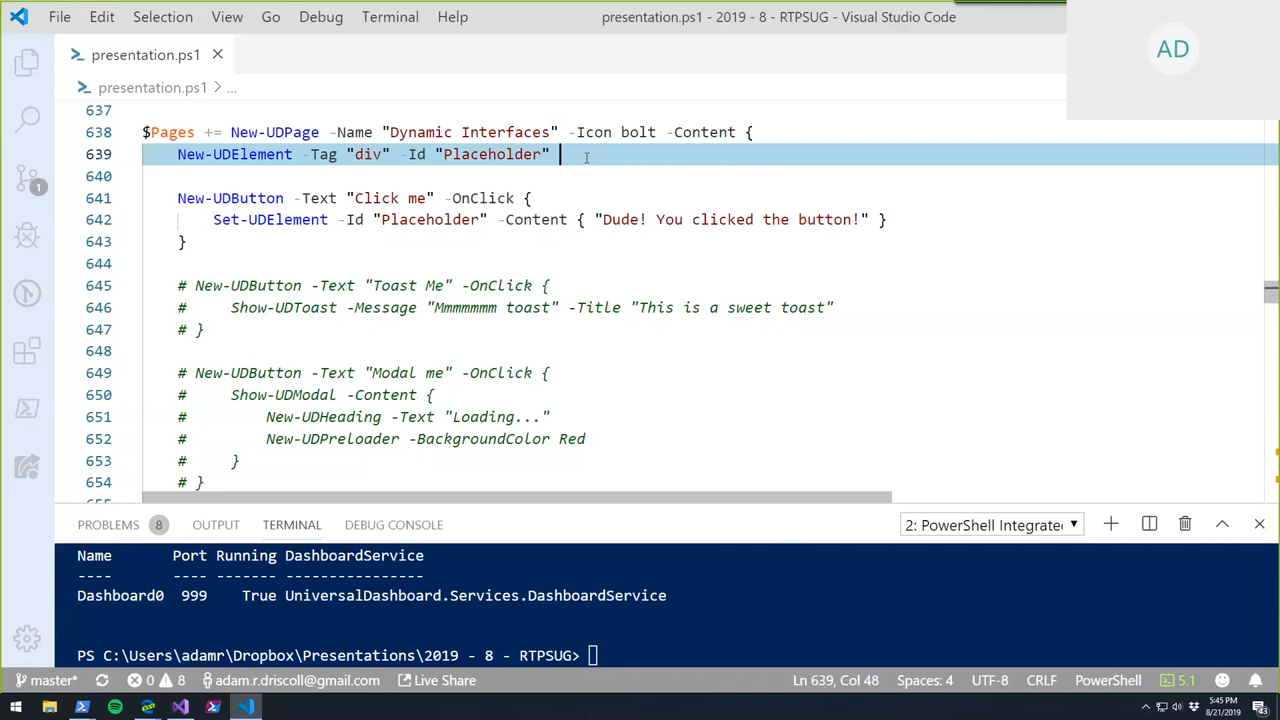 File Edit Selection View Go Debug Terminal Help presentation.ps1 - 2019 - 8 - RTPSUG - Visual Studio Code
AD
presentation.ps1
presentation.ps1 > ...
637
638 $Pages += New-UDPage -Name "Dynamic Interfaces" -Icon bolt -Content {
639 New-UDElement -Tag "div" -Id "Placeholder"
640
641 New-UDButton -Text "Click me" -OnClick {
642 Set-UDElement -Id "Placeholder" -Content { "Dude! You clicked the button!" }
643 }
644
645 # New-UDButton -Text "Toast Me" -OnClick {
646 # Show-UDToast -Message "Mmmmmmm toast" -Title "This is a sweet toast"
647 # }
648
649 # New-UDButton -Text "Modal me" -OnClick {
650 # Show-UDModal -Content {
651 # New-UDHeading -Text "Loading..."
652 # New-UDPreloader -BackgroundColor Red
653 # }
654 # }
1
PROBLEMS 8 OUTPUT TERMINAL DEBUG CONSOLE 2: PowerShell Integrate
Name Port Running DashboardService
---- ---- ------- ----------------
Dashboard0 999 True UniversalDashboard.Services.DashboardService
PS C:\Users\adamr\Dropbox\Presentations\2019 - 8 - RTPSUG>
master* 0 8 adam.r.driscoll@gmail.com Live Share Ln 639, Col 48 Spaces: 4 UTF-8 CRLF PowerShell 5.1
5:45 PM
8/21/2019
43